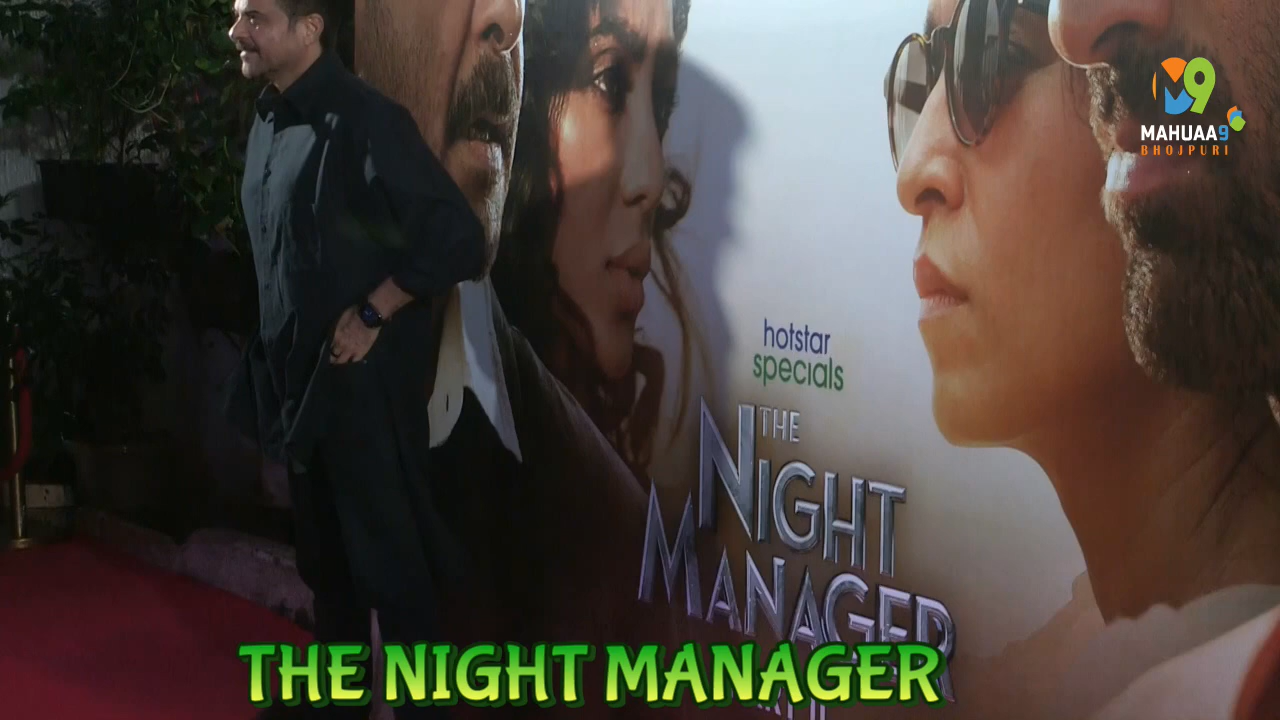 M9
MAHUAA9
BHOJPURI
hotstar
specials
THE
NIGHT
MANAGER
THE NIGHT MANAGER